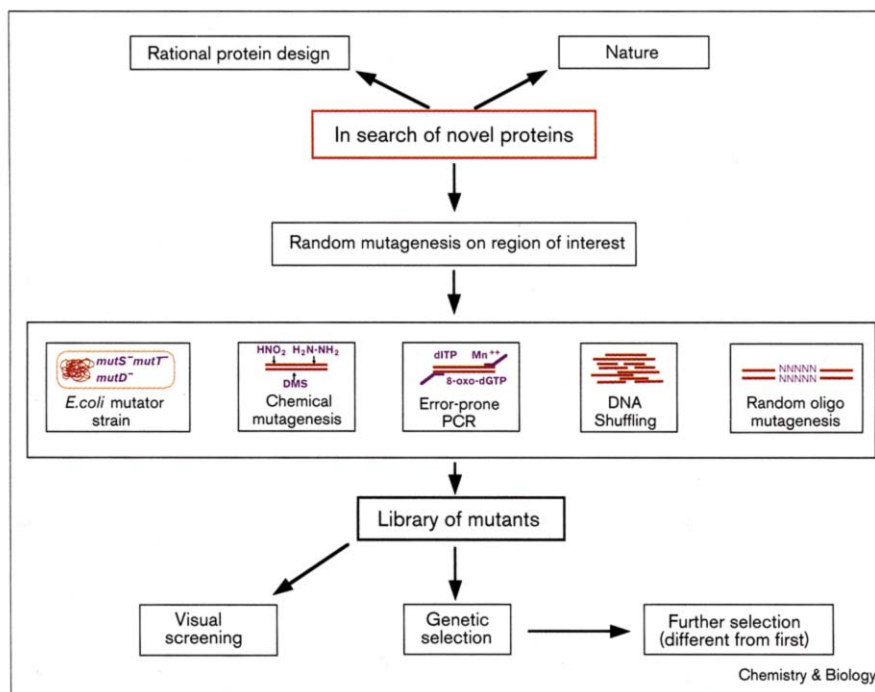 Rational protein design
Nature
In search of novel proteins
Random mutagenesis on region of interest
mutS⁻mutT⁻
mutD⁻
E.coli mutator
strain
HNO₂ H₂N-NH₂
DMS
Chemical
mutagenesis
dITP Mn⁺⁺
8-oxo-dGTP
Error-prone
PCR
DNA
Shuffling
NNNNN
NNNNN
Random oligo
mutagenesis
Library of mutants
Visual
screening
Genetic
selection
Further selection
(different from first)
Chemistry & Biology